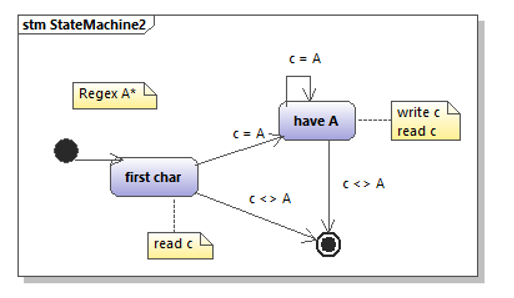 stm StateMachine2
c = A
Regex A*
have A
write c
read c
c = A
first char
c <> A
c <> A
read c